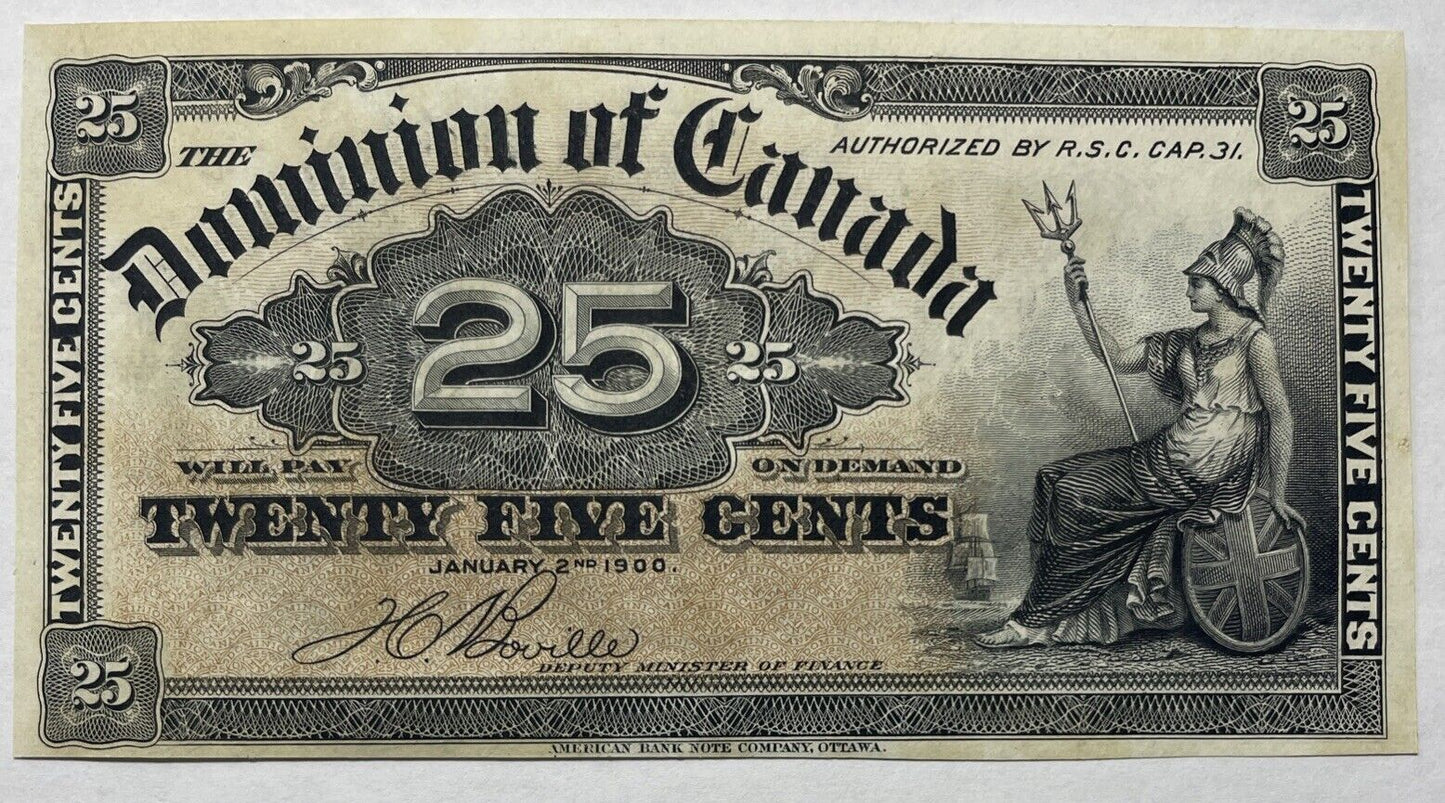 25
25
THE Dominion of Canada
AUTHORIZED BY R.S.C. CAP. 31.
TWENTY FIVE CENTS
25
25
25
TWENTY FIVE CENTS
WILL PAY ON DEMAND
TWENTY FIVE CENTS
JANUARY 2ND 1900.
H.C. Boville
DEPUTY MINISTER OF FINANCE
25
AMERICAN BANK NOTE COMPANY, OTTAWA.